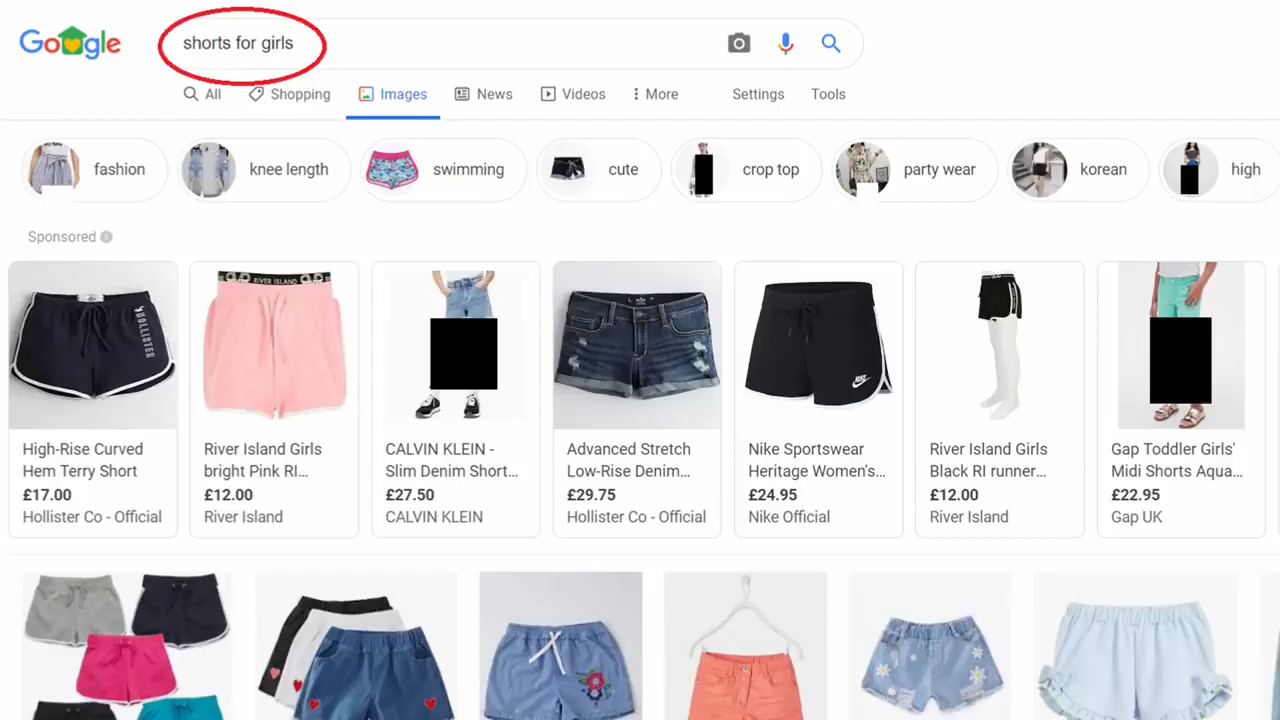 Google
shorts for girls
All Shopping Images News Videos More Settings Tools
fashion knee length swimming cute crop top party wear korean high
Sponsored
HOLLISTER
RIVER ISLAND
High-Rise Curved
Hem Terry Short
£17.00
Hollister Co - Official
River Island Girls
bright Pink RI...
£12.00
River Island
CALVIN KLEIN -
Slim Denim Short...
£27.50
CALVIN KLEIN
Advanced Stretch
Low-Rise Denim...
£29.75
Hollister Co - Official
Nike Sportswear
Heritage Women's...
£24.95
Nike Official
River Island Girls
Black RI runner...
£12.00
River Island
Gap Toddler Girls'
Midi Shorts Aqua...
£22.95
Gap UK